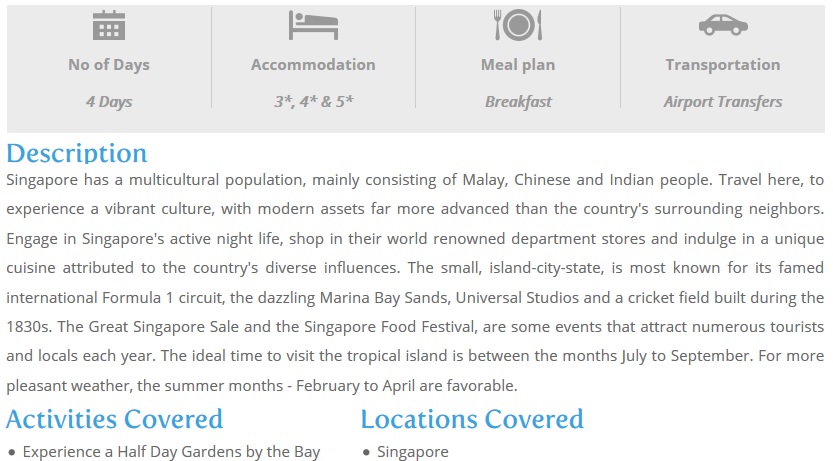 No of Days
Accommodation
Meal plan
Transportation
4 Days
3*, 4* & 5*
Breakfast
Airport Transfers
Description
Singapore has a multicultural population, mainly consisting of Malay, Chinese and Indian people. Travel here, to
experience a vibrant culture, with modern assets far more advanced than the country's surrounding neighbors.
Engage in Singapore's active night life, shop in their world renowned department stores and indulge in a unique
cuisine attributed to the country's diverse influences. The small, island-city-state, is most known for its famed
international Formula 1 circuit, the dazzling Marina Bay Sands, Universal Studios and a cricket field built during the
1830s. The Great Singapore Sale and the Singapore Food Festival, are some events that attract numerous tourists
and locals each year. The ideal time to visit the tropical island is between the months July to September. For more
pleasant weather, the summer months - February to April are favorable.
Activities Covered
Locations Covered
• Experience a Half Day Gardens by the Bay
• Singapore